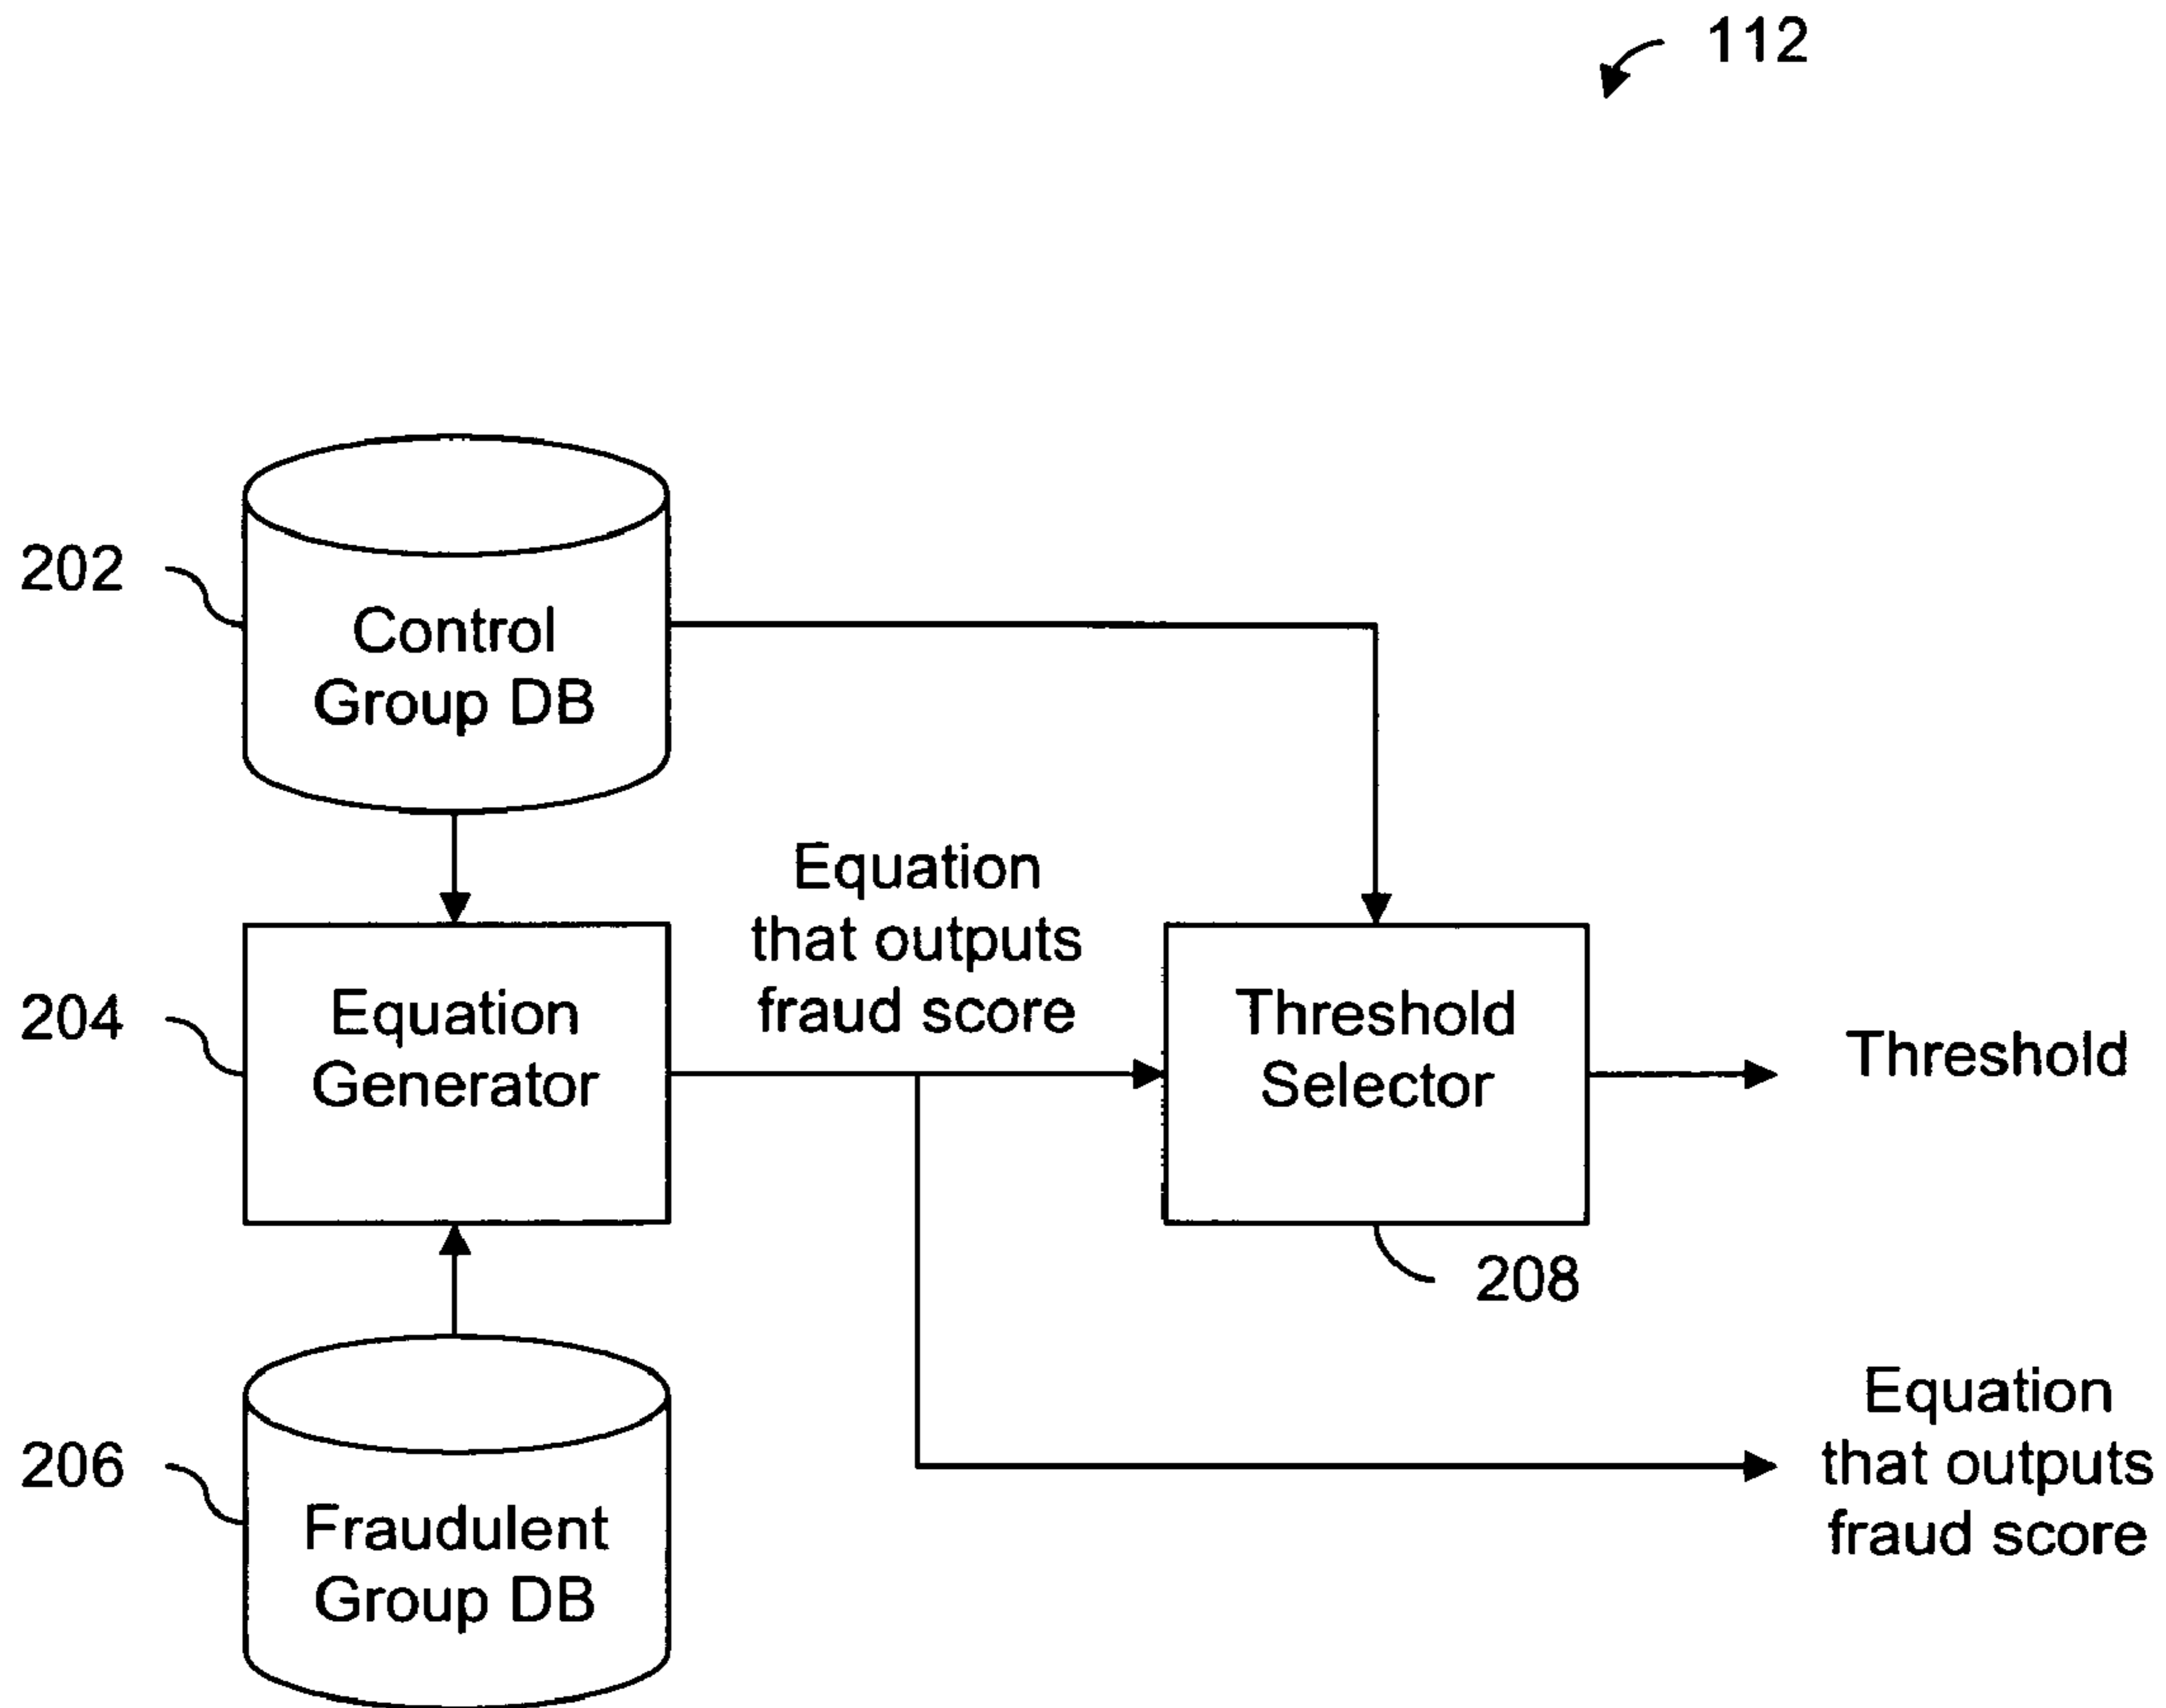 112
202
Control
Group DB
Equation
that outputs
fraud score
204
Equation
Generator
Threshold
Selector
Threshold
208
206
Fraudulent
Group DB
Equation
that outputs
fraud score